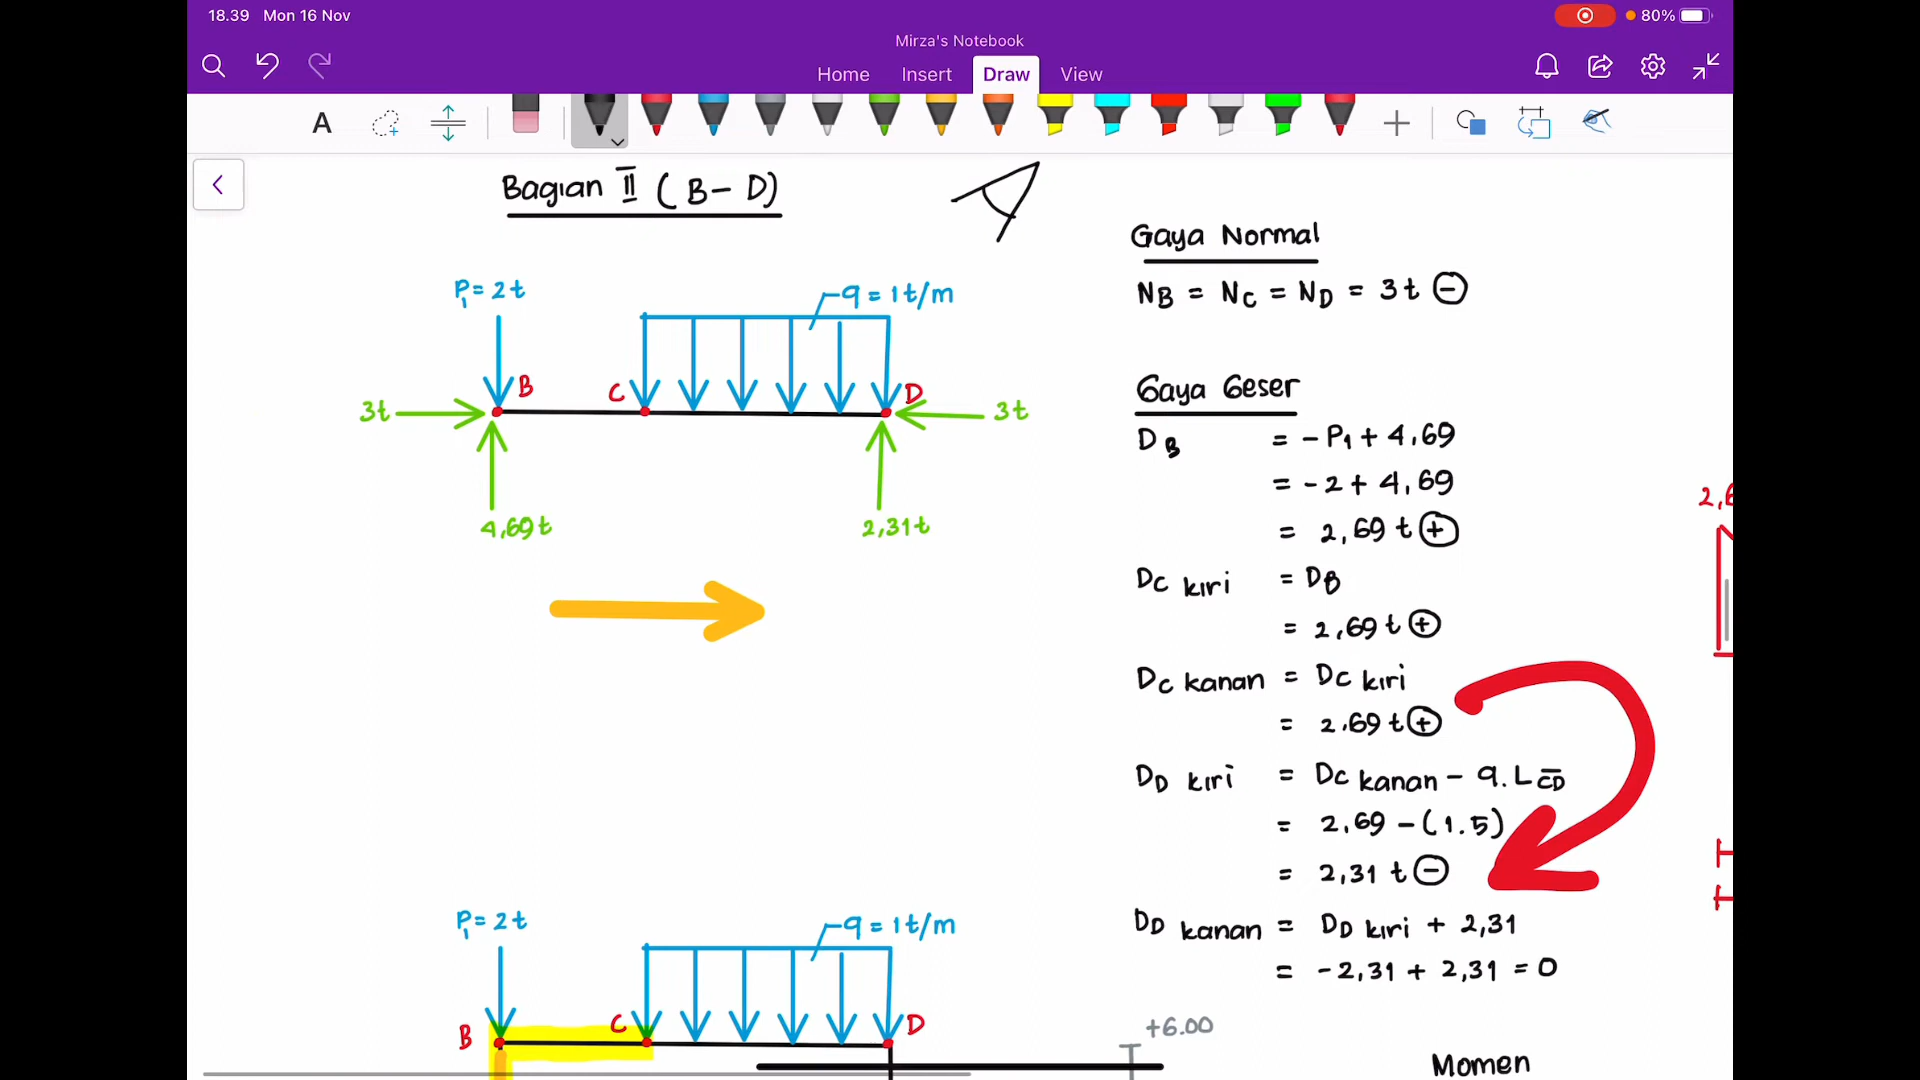 18.39 Mon 16 Nov
80%
Mirza's Notebook
Home Insert Draw View
A
Bagian II (B - D)
P1 = 2t
q = 1t/m
B
C
D
3t
3t
4,69t
2,31t
Gaya Normal
NB = NC = ND = 3t (-)
Gaya Geser
DB = - P1 + 4,69
= - 2 + 4,69
= 2,69 t (+)
DC kiri = DB
= 2,69 t (+)
DC kanan = DC kiri
= 2.69 t (+)
DD kiri = DC kanan - q. L CD
= 2,69 - (1.5)
= 2,31 t (-)
DD kanan = DD kiri + 2,31
= -2,31 + 2,31 = 0
P1 = 2t
q = 1t/m
B
C
D
+6.00
Momen